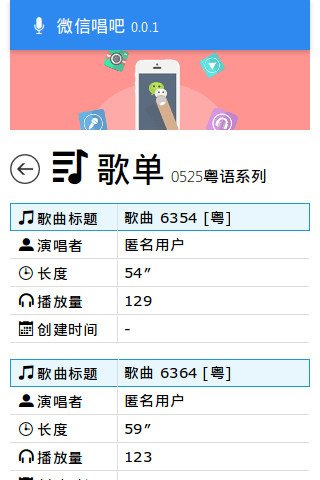 微信唱吧 0.0.1
歌单 0525粤语系列
歌曲标题 歌曲 6354 [粤]
演唱者 匿名用户
长度 54″
播放量 129
创建时间 -
歌曲标题 歌曲 6364 [粤]
演唱者 匿名用户
长度 59″
播放量 123